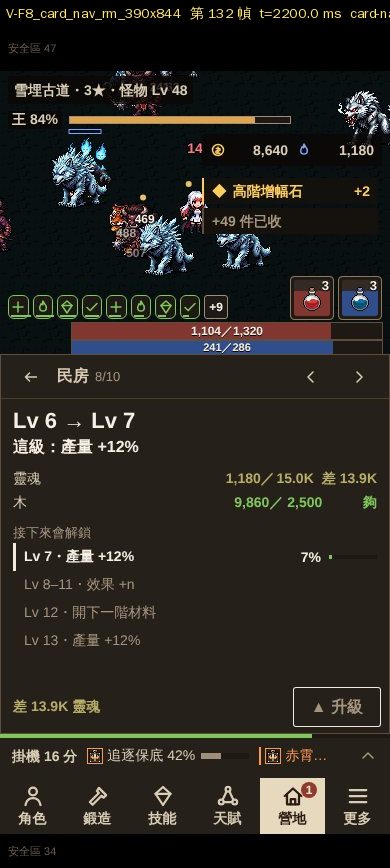 V-F8_card_nav_rm_390x844 第 132 幀 t=2200.0 ms card-na
安全區 47
雪埋古道・3★・怪物 Lv 48
王 84%
14
8,640
1,180
◆ 高階增幅石 +2
+49 件已收
469
488
507
+9
3
3
1,104／1,320
241／286
← 民房 8/10
Lv 6 → Lv 7
這級：產量 +12%
靈魂 1,180／15.0K 差 13.9K
木 9,860／2,500 夠
接下來會解鎖
Lv 7・產量 +12% 7%
Lv 8–11・效果 +n
Lv 12・開下一階材料
Lv 13・產量 +12%
差 13.9K 靈魂
▲ 升級
掛機 16 分 追逐保底 42% 赤霄…
角色 鍛造 技能 天賦 營地 1 更多
安全區 34